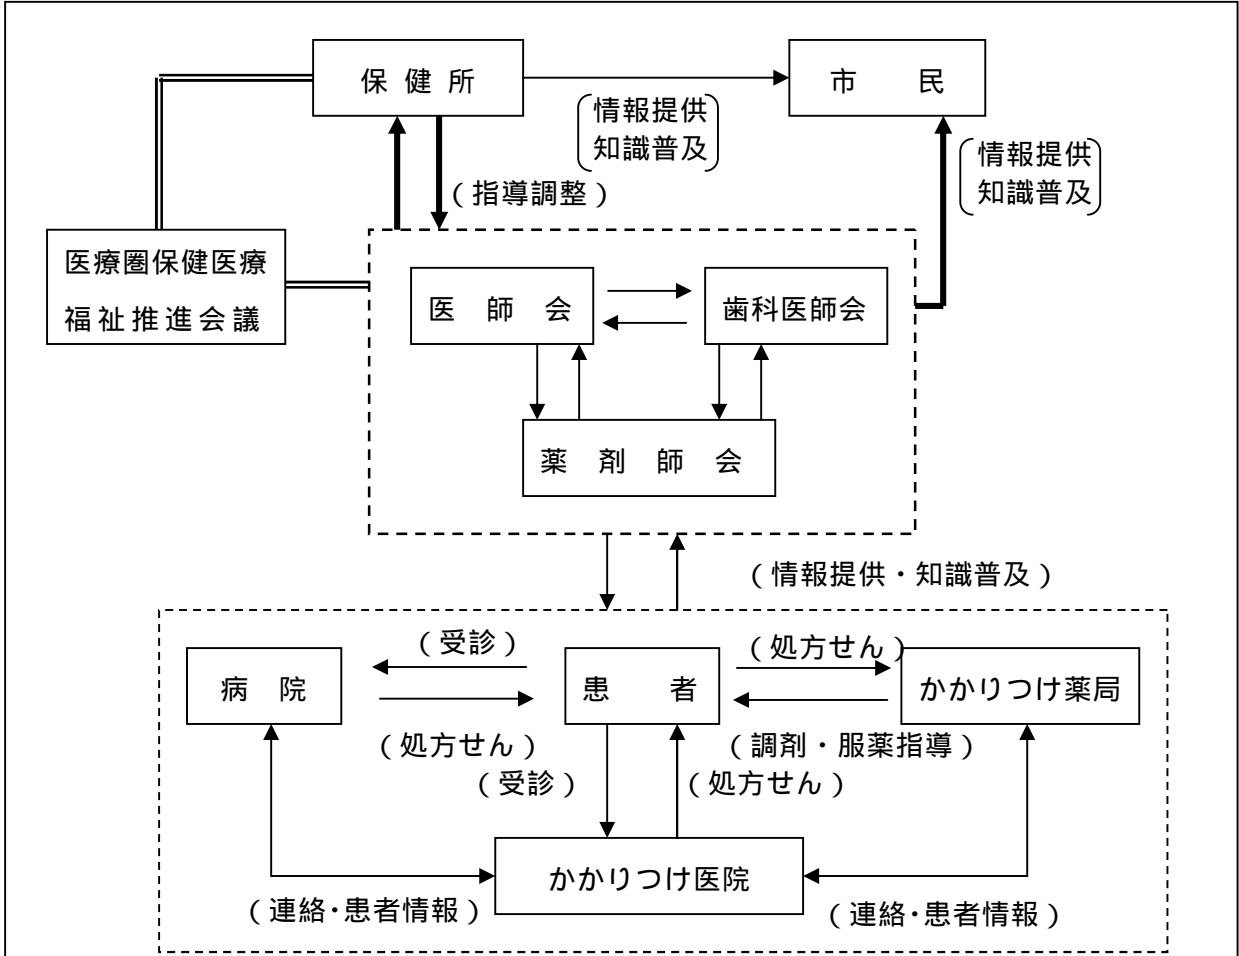 保健所
市民
情報提供
知識普及
情報提供
知識普及
（指導調整）
医療圏保健医療
福祉推進会議
医師会
歯科医師会
薬剤師会
（情報提供・知識普及）
（受診）
（処方せん）
病院
患者
かかりつけ薬局
（処方せん）
（調剤・服薬指導）
（受診）
（処方せん）
かかりつけ医院
（連絡・患者情報）
（連絡・患者情報）